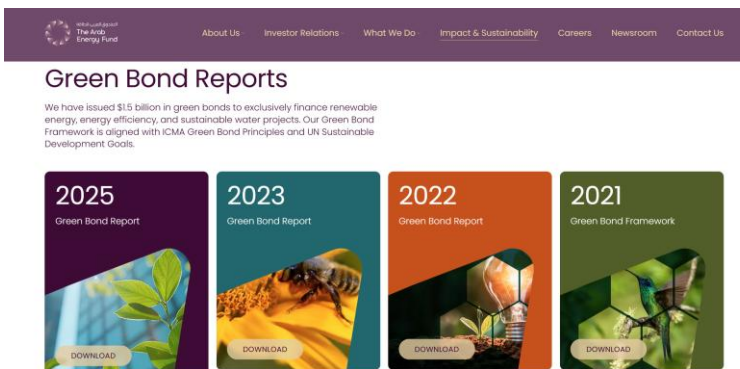 The Arab
Energy Fund
About Us
Investor Relations
What We Do
Impact & Sustainability
Careers
Newsroom
Contact Us
Green Bond Reports
We have issued $1.5 billion in green bonds to exclusively finance renewable
energy, energy efficiency, and sustainable water projects. Our Green Bond
Framework is aligned with ICMA Green Bond Principles and UN Sustainable
Development Goals.
2025
Green Bond Report
DOWNLOAD
2023
Green Bond Report
DOWNLOAD
2022
Green Bond Report
DOWNLOAD
2021
Green Bond Framework
DOWNLOAD